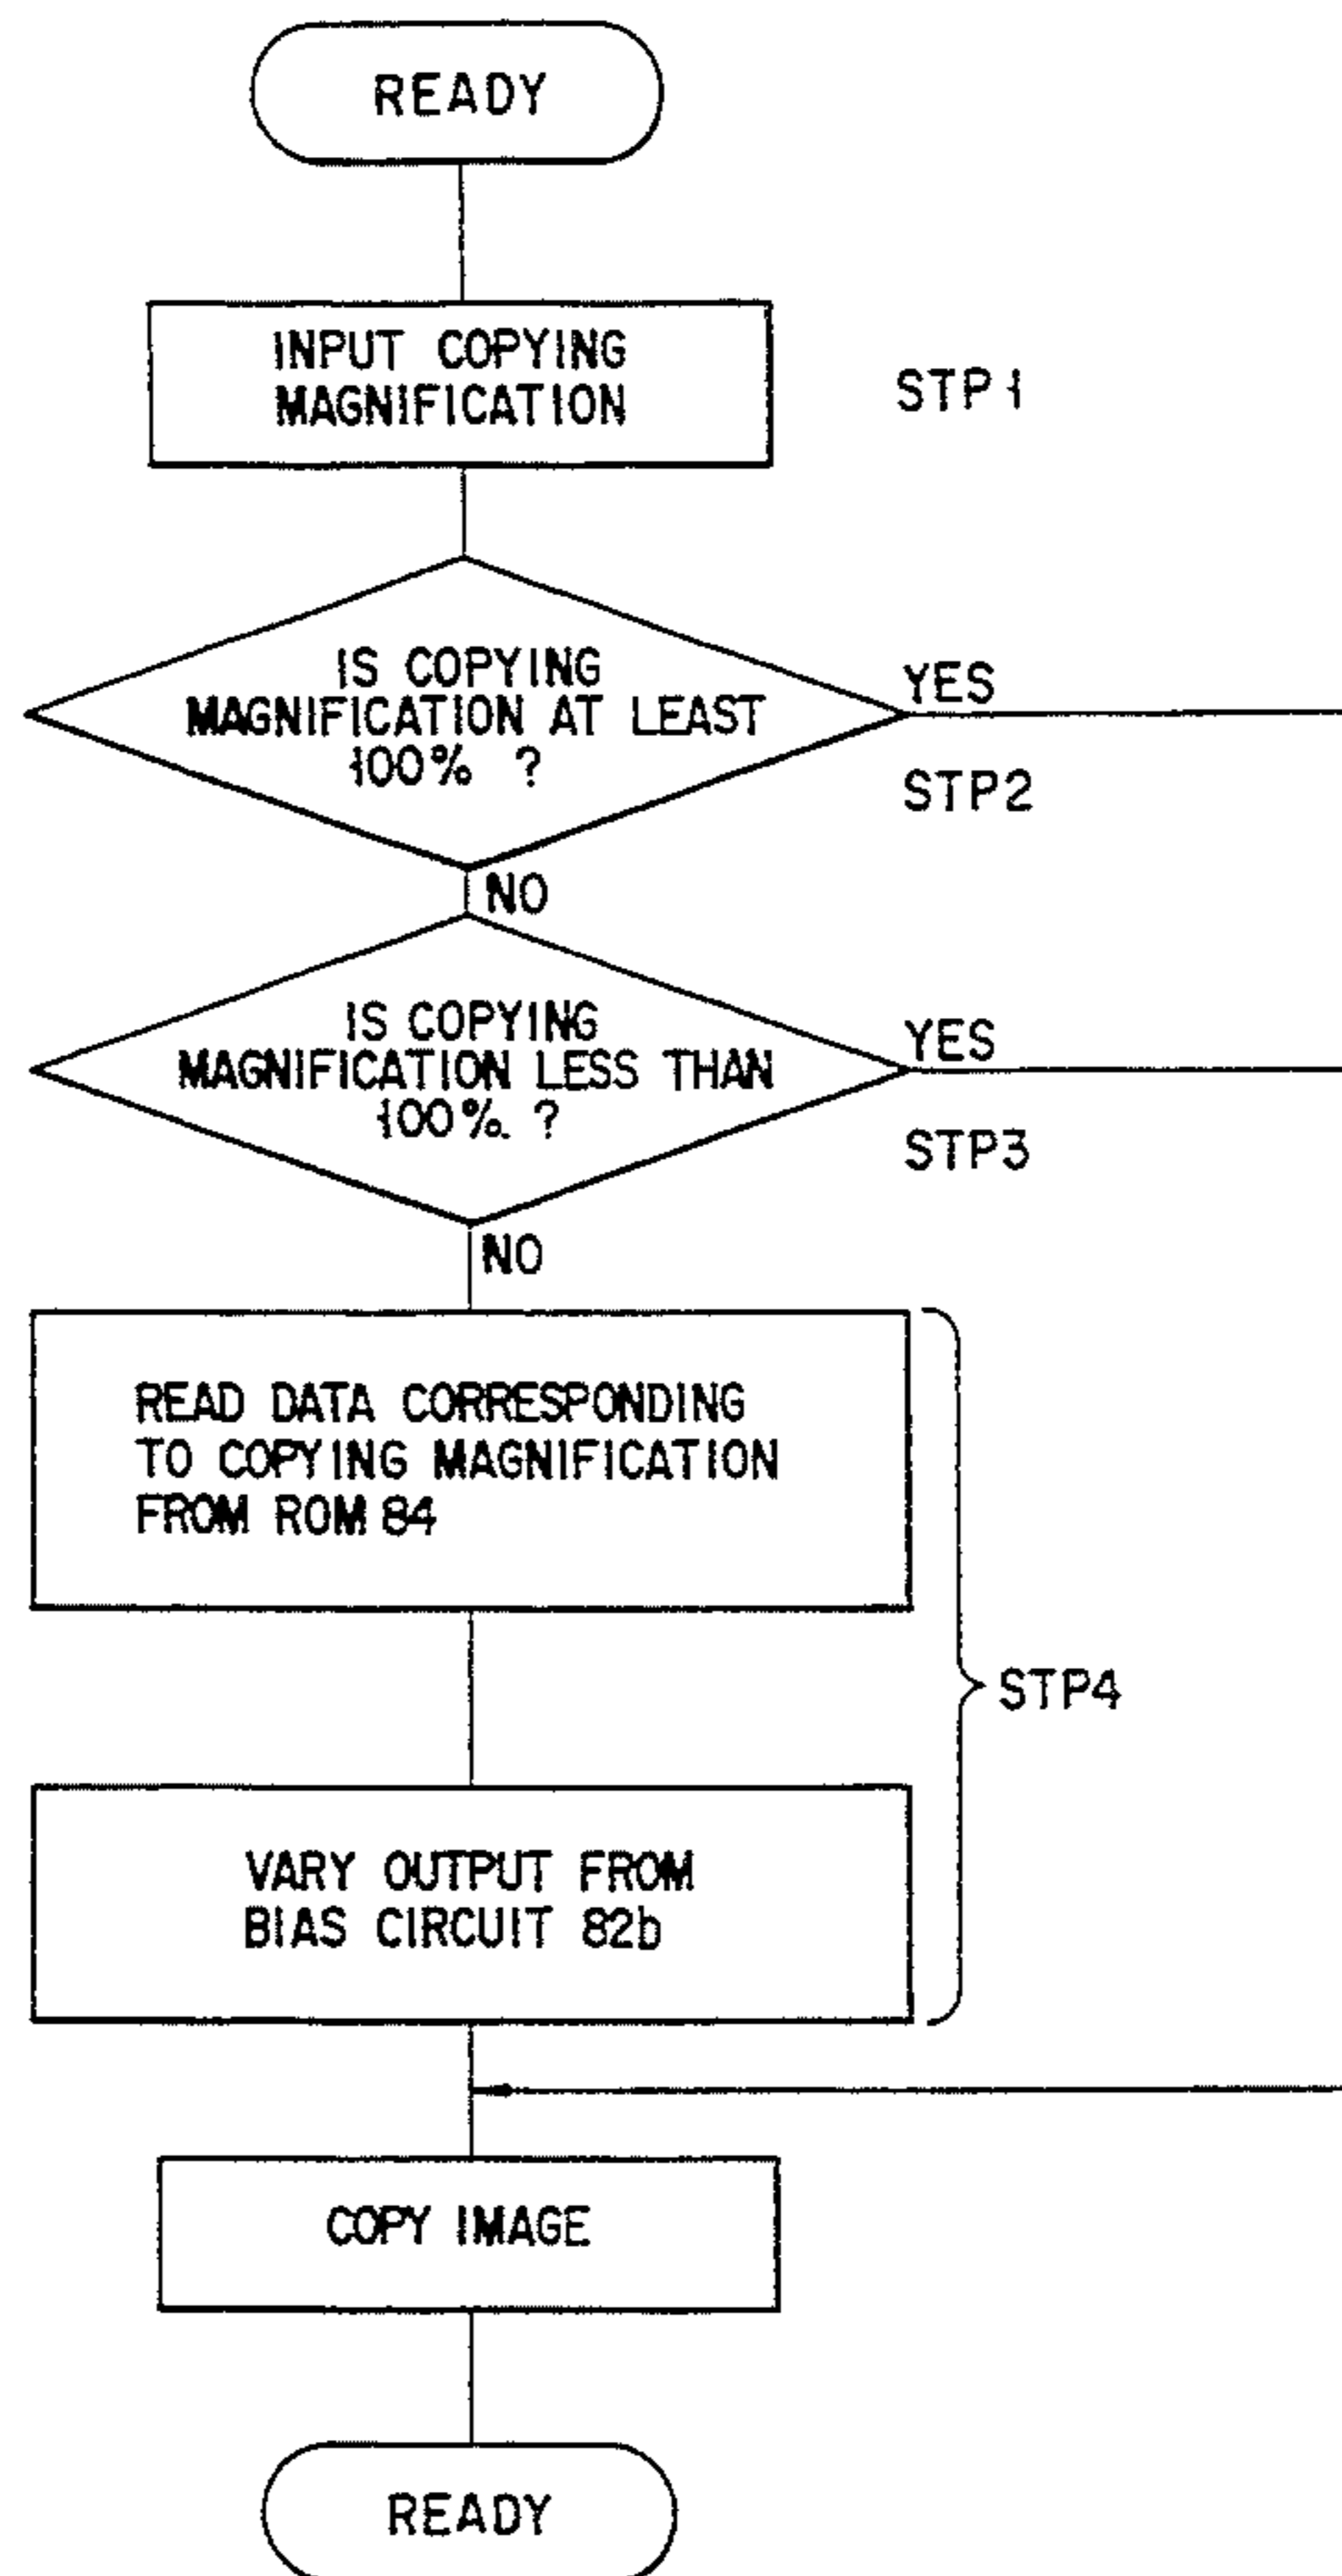 READY
INPUT COPYING
MAGNIFICATION
STP1
IS COPYING
MAGNIFICATION AT LEAST
100% ?
YES
STP2
NO
IS COPYING
MAGNIFICATION LESS THAN
100%. ?
YES
STP3
NO
READ DATA CORRESPONDING
TO COPYING MAGNIFICATION
FROM ROM 84
STP4
VARY OUTPUT FROM
BIAS CIRCUIT 82b
COPY IMAGE
READY